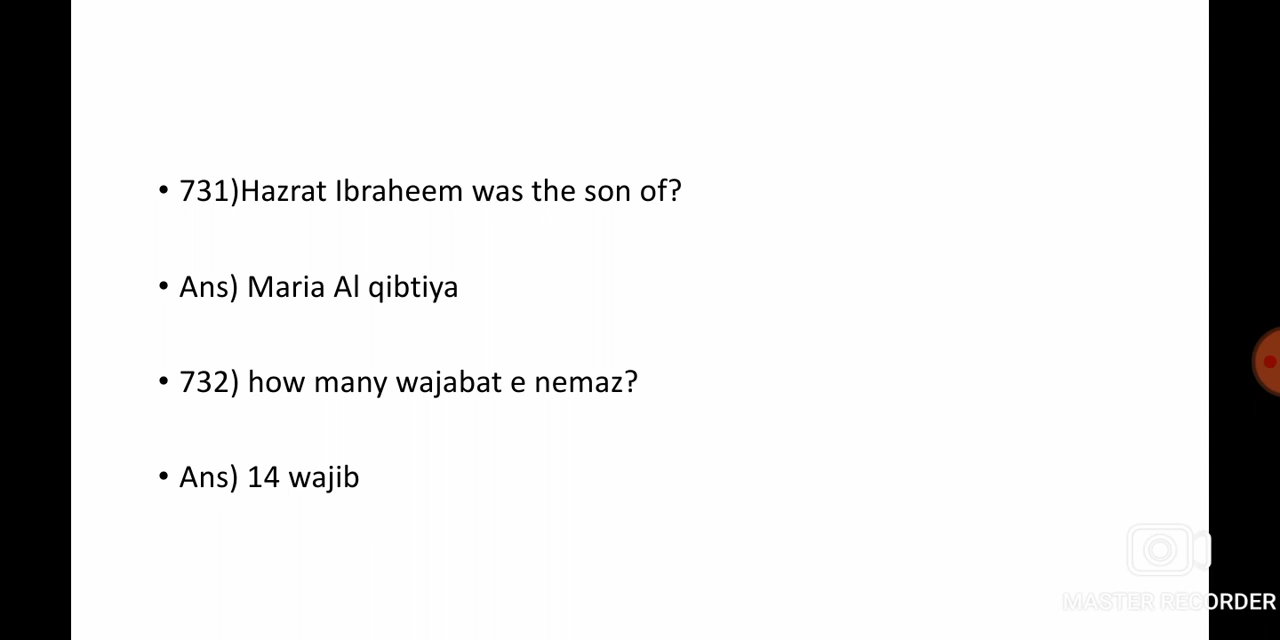 • 731)Hazrat Ibraheem was the son of?
• Ans) Maria Al qibtiya
• 732) how many wajabat e nemaz?
• Ans) 14 wajib
MASTER RECORDER